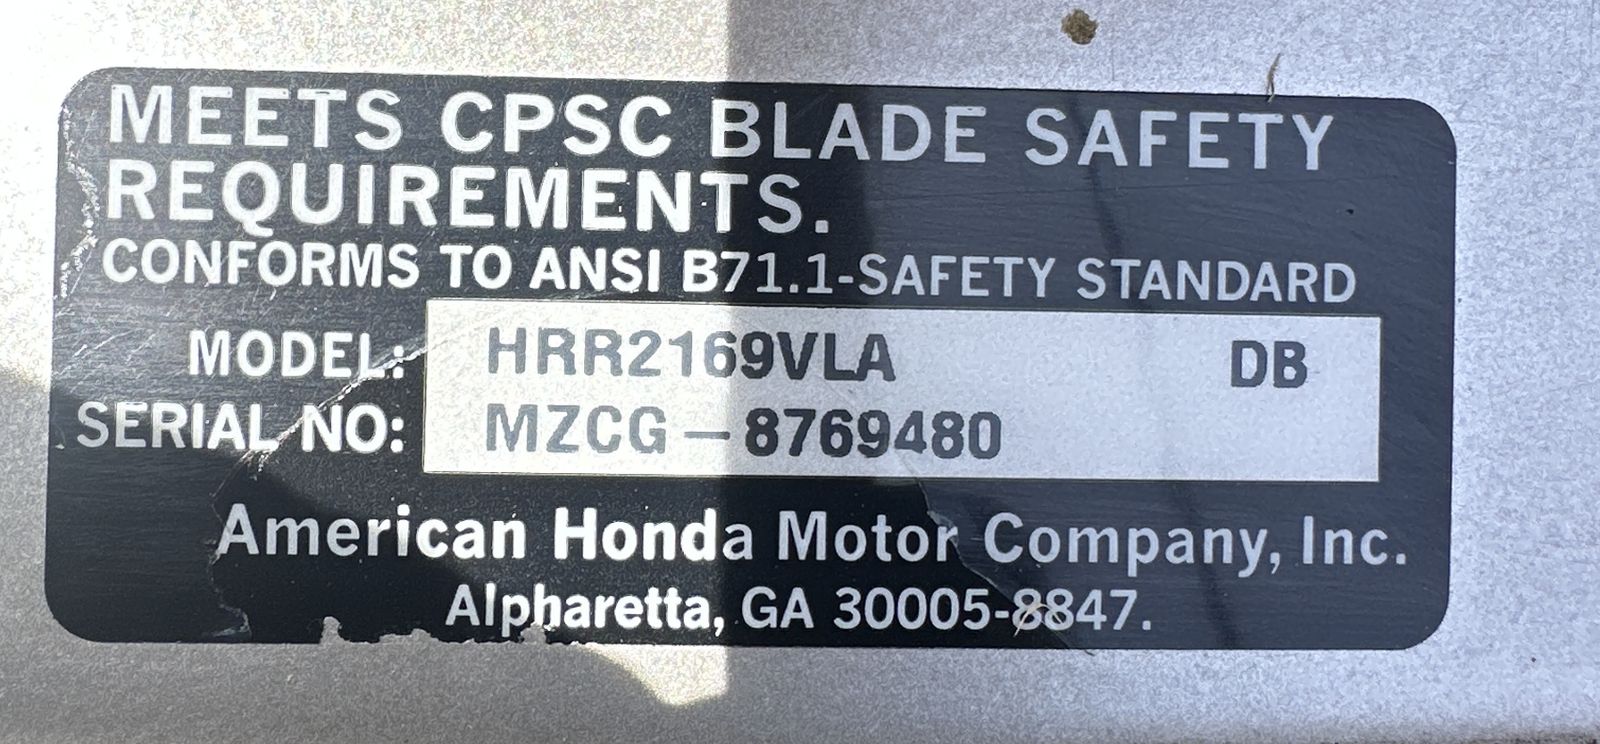 MEETS CPSC BLADE SAFETY
REQUIREMENTS.
CONFORMS TO ANSI B71.1-SAFETY STANDARD
MODEL: HRR2169VLA DB
SERIAL NO: MZCG-8769480
American Honda Motor Company, Inc.
Alpharetta, GA 30005-8847.